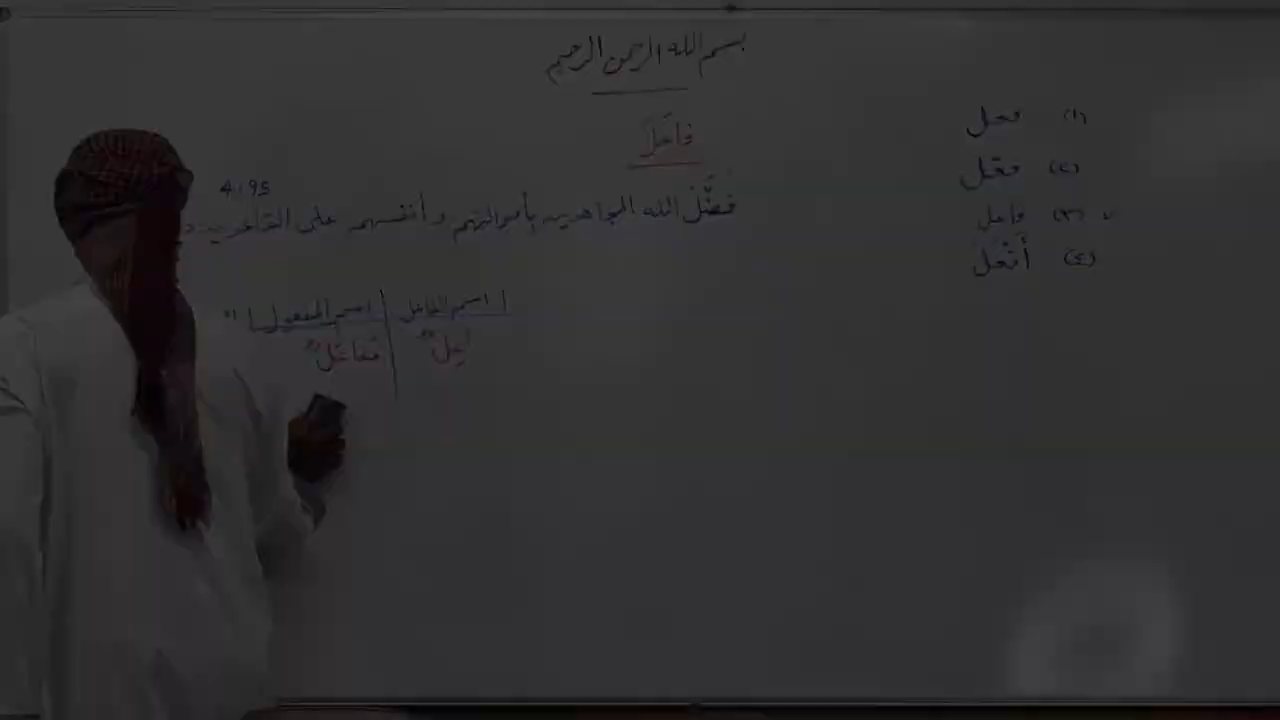 بسم الله الرحمن الرحيم
فاعَلَ
(١) فعل
(٢) فعّل
(٣) فاعل
(٤) أَفْعَلَ
4:95
فضَّلَ الله المجاهدين بأموالهم وأنفسهم على القاعدين
اسم الفاعل | اسم المفعول
عِلٌ | مُفاعَلٌ